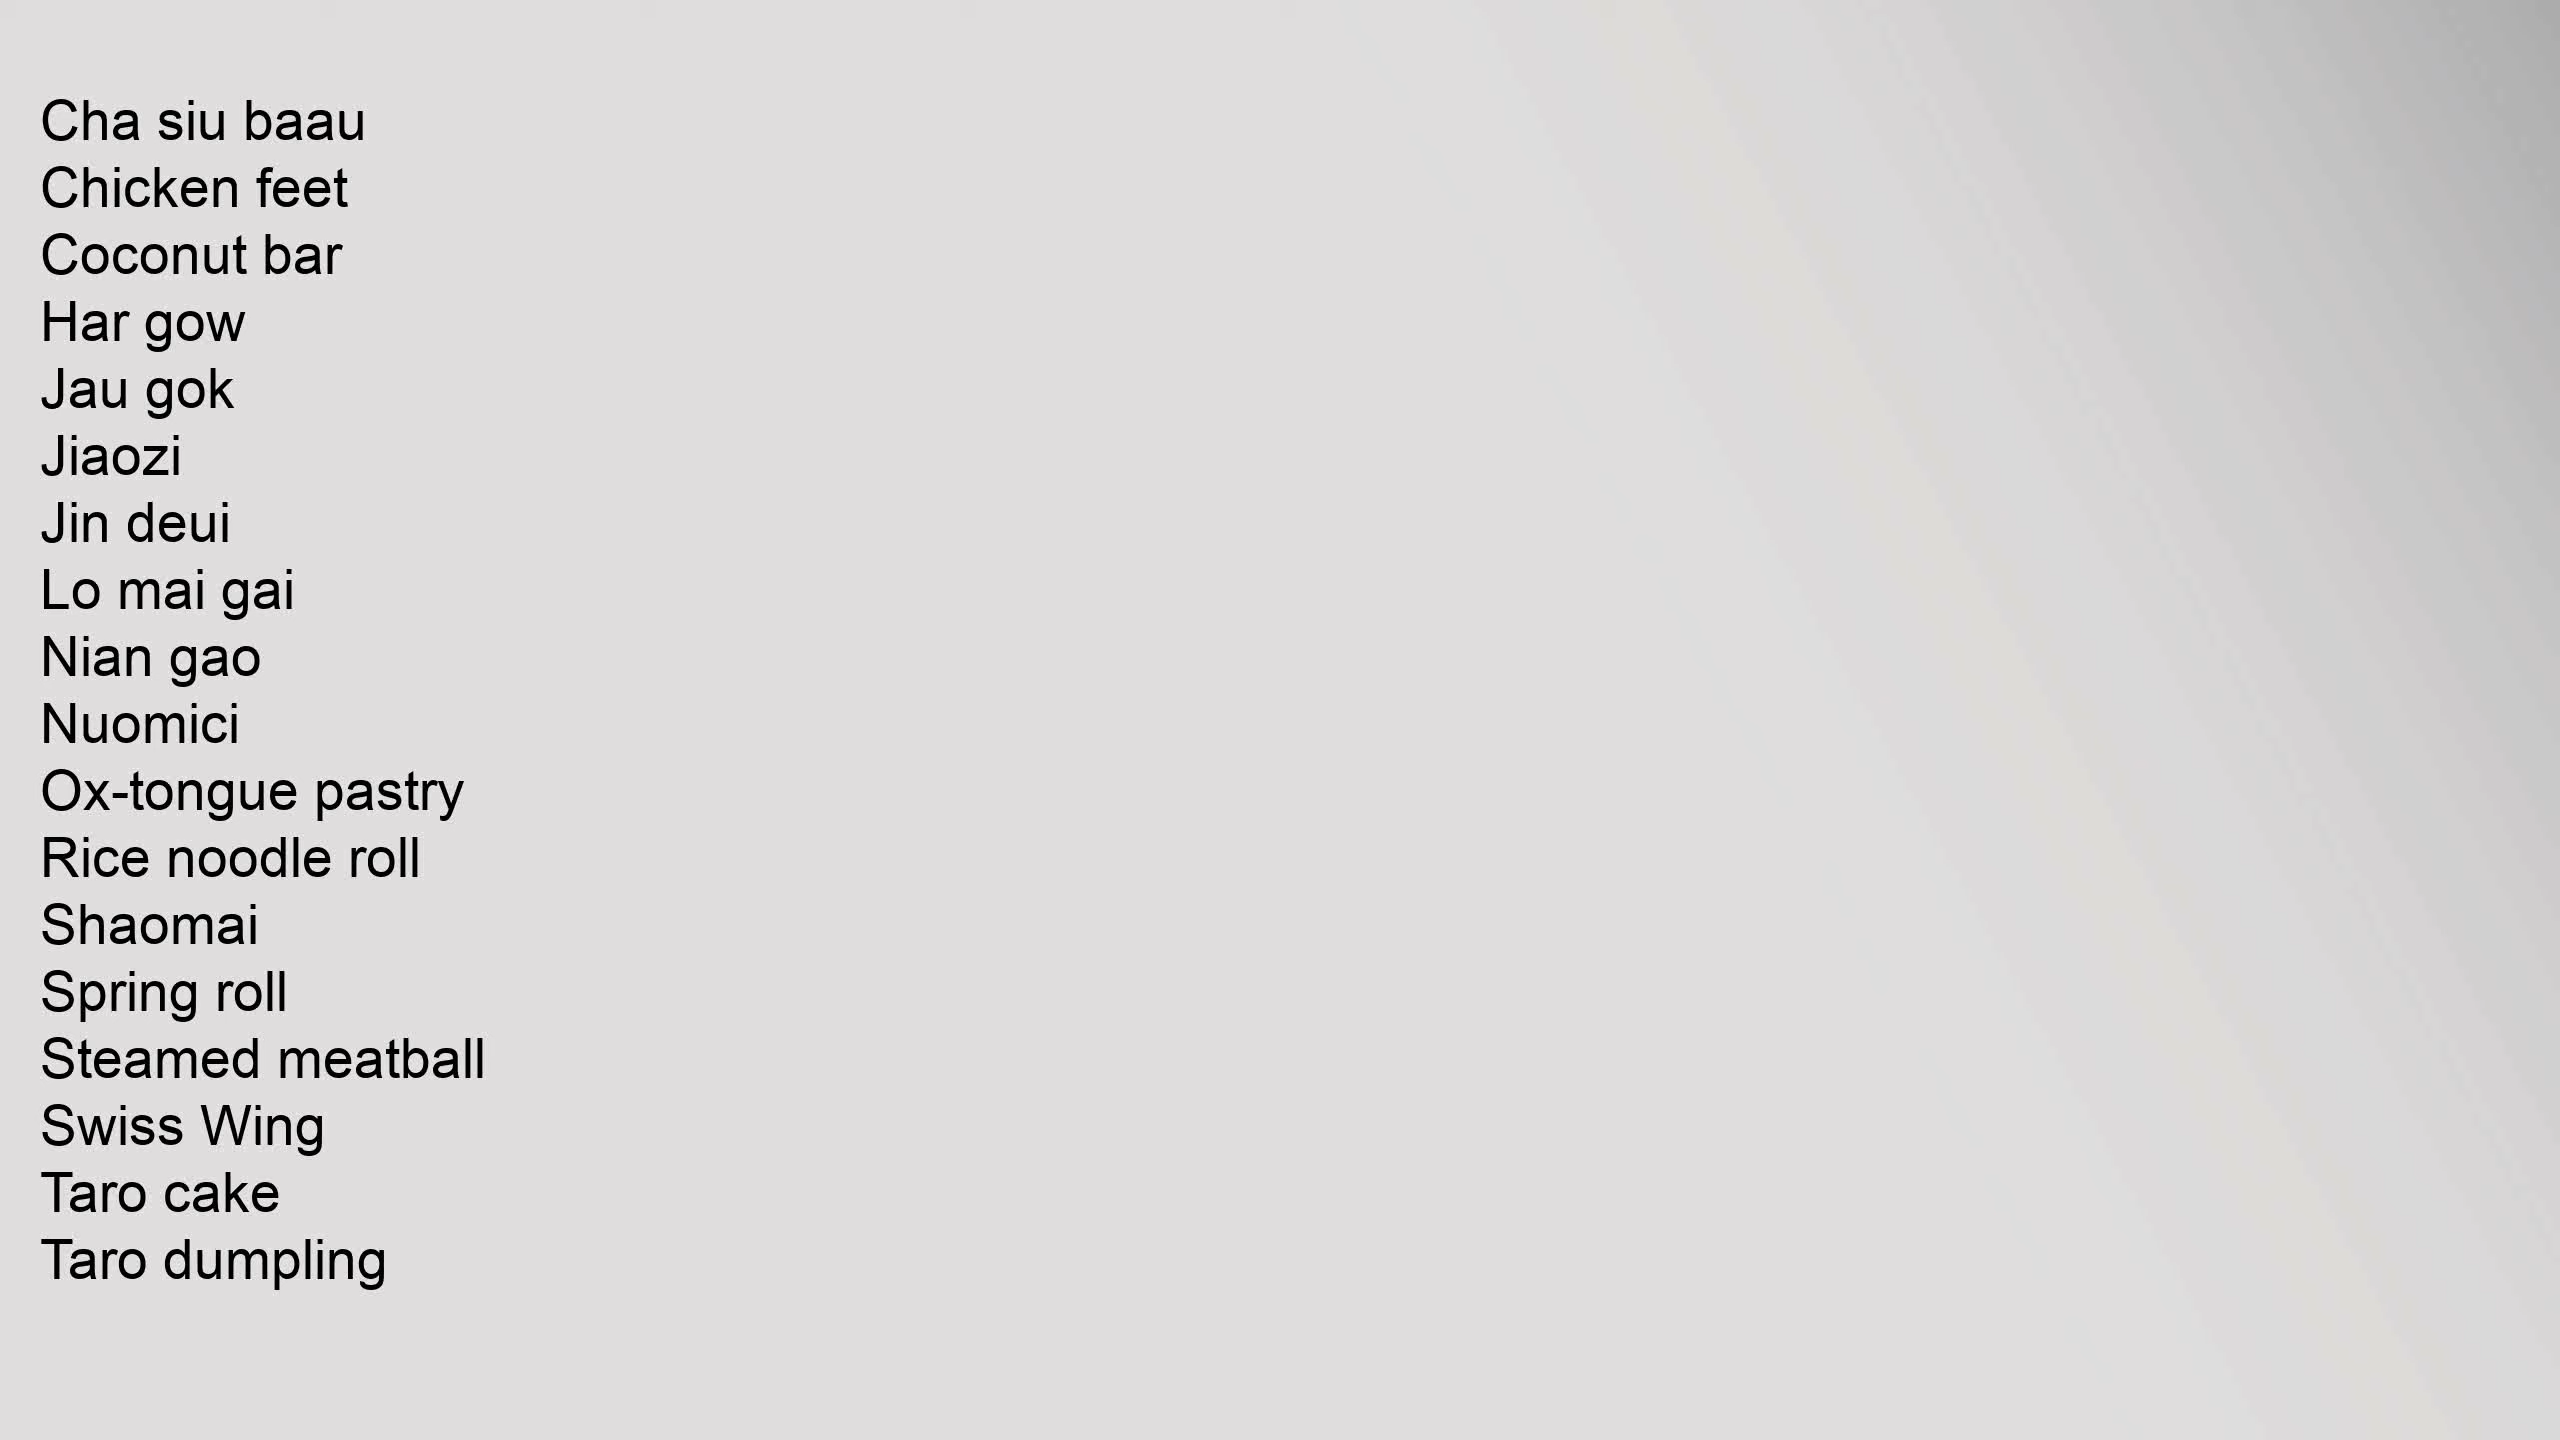 Cha siu baau
Chicken feet
Coconut bar
Har gow
Jau gok
Jiaozi
Jin deui
Lo mai gai
Nian gao
Nuomici
Ox-tongue pastry
Rice noodle roll
Shaomai
Spring roll
Steamed meatball
Swiss Wing
Taro cake
Taro dumpling